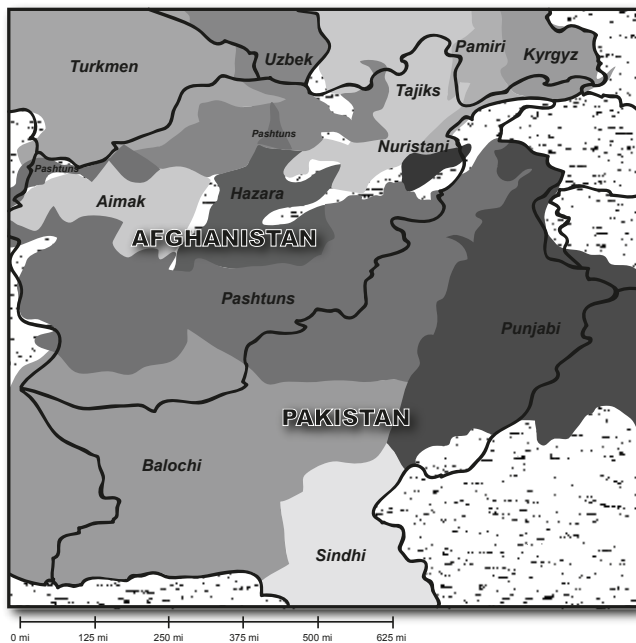 Pamiri
Kyrgyz
Uzbek
Turkmen
Tajiks
Pashtuns
Nuristani
Pashtuns
Hazara
Aimak
AFGHANISTAN
Pashtuns
Punjabi
PAKISTAN
Balochi
Sindhi
0 mi 125 mi 250 mi 375 mi 500 mi 625 mi